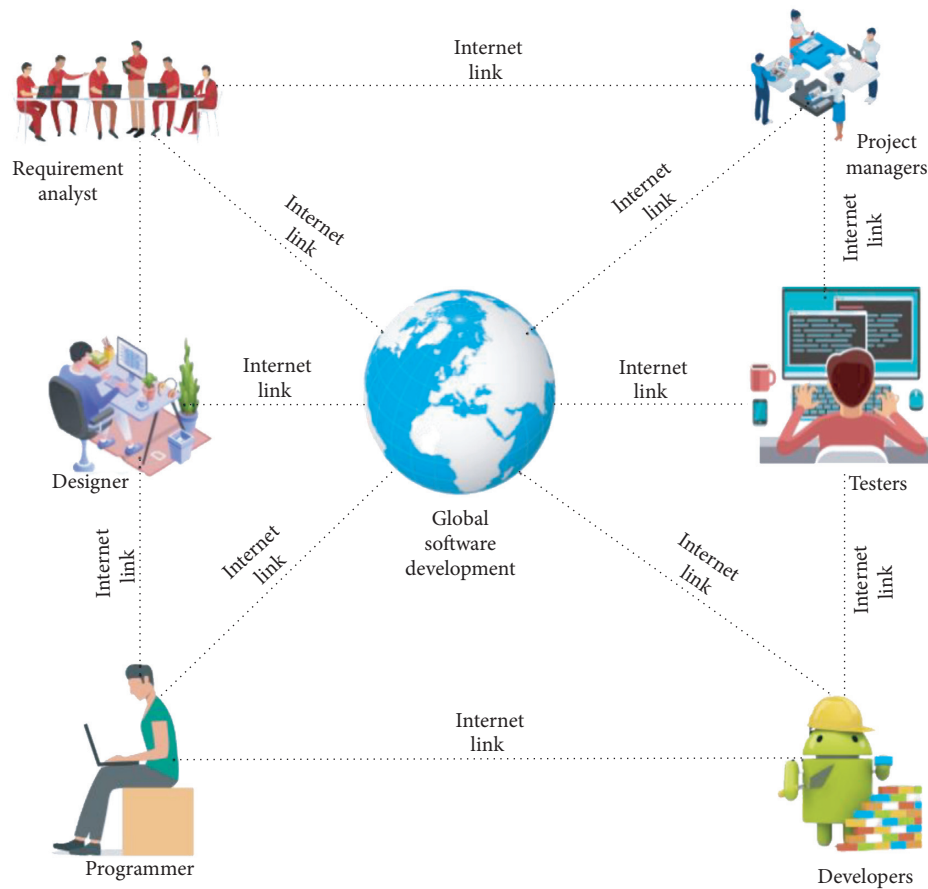 Internet
link
Requirement
analyst
Project
managers
Internet
link
Internet
link
Internet
link
Internet
link
Internet
link
Designer
Testers
Global
software
development
Internet
link
Internet
link
Internet
link
Internet
link
Internet
link
Programmer
Developers